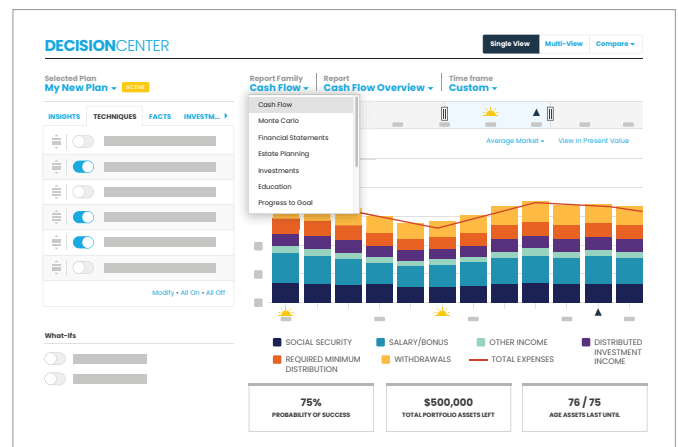 DECISIONCENTER
Single View Multi-View Compare
Selected Plan
My New Plan ACTIVE
Report Family Report Time frame
Cash Flow Cash Flow Overview Custom
INSIGHTS TECHNIQUES FACTS INVESTM...
Cash Flow
Monte Carlo
Financial Statements
Estate Planning
Investments
Education
Progress to Goal
Average Market View in Present Value
Modify • All On • All Off
What-Ifs
SOCIAL SECURITY
SALARY/BONUS
OTHER INCOME
DISTRIBUTED
INVESTMENT
INCOME
REQUIRED MINIMUM
DISTRIBUTION
WITHDRAWALS
TOTAL EXPENSES
75%
PROBABILITY OF SUCCESS
$500,000
TOTAL PORTFOLIO ASSETS LEFT
76 / 75
AGE ASSETS LAST UNTIL